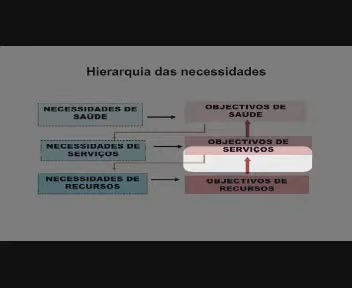 Hierarquia das necessidades
NECESSIDADES DE
SAÚDE
OBJECTIVOS DE
SAÚDE
NECESSIDADES DE
SERVIÇOS
OBJECTIVOS DE
SERVIÇOS
NECESSIDADES DE
RECURSOS
OBJECTIVOS DE
RECURSOS